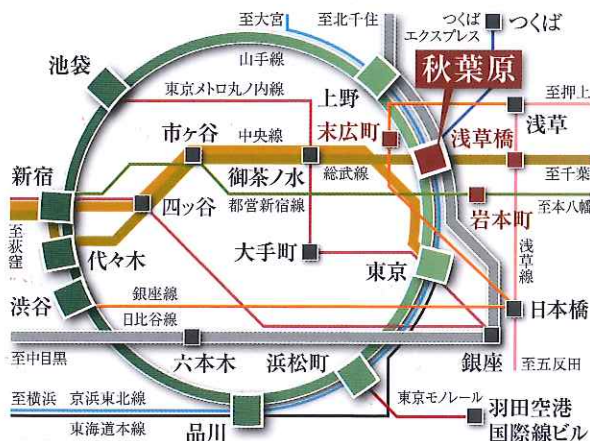 至大宮
至北千住
つくば
エクスプレス
つくば
池袋
山手線
秋葉原
東京メトロ丸ノ内線
上野
至押上
市ヶ谷
中央線
末広町
浅草橋
浅草
新宿
御茶ノ水
総武線
至千葉
四ッ谷
都営新宿線
岩本町
至本八幡
至荻窪
代々木
大手町
東京
浅草線
渋谷
銀座線
日比谷線
日本橋
至中目黒
六本木
浜松町
銀座
至五反田
至横浜
京浜東北線
東京モノレール
羽田空港
国際線ビル
東海道本線
品川